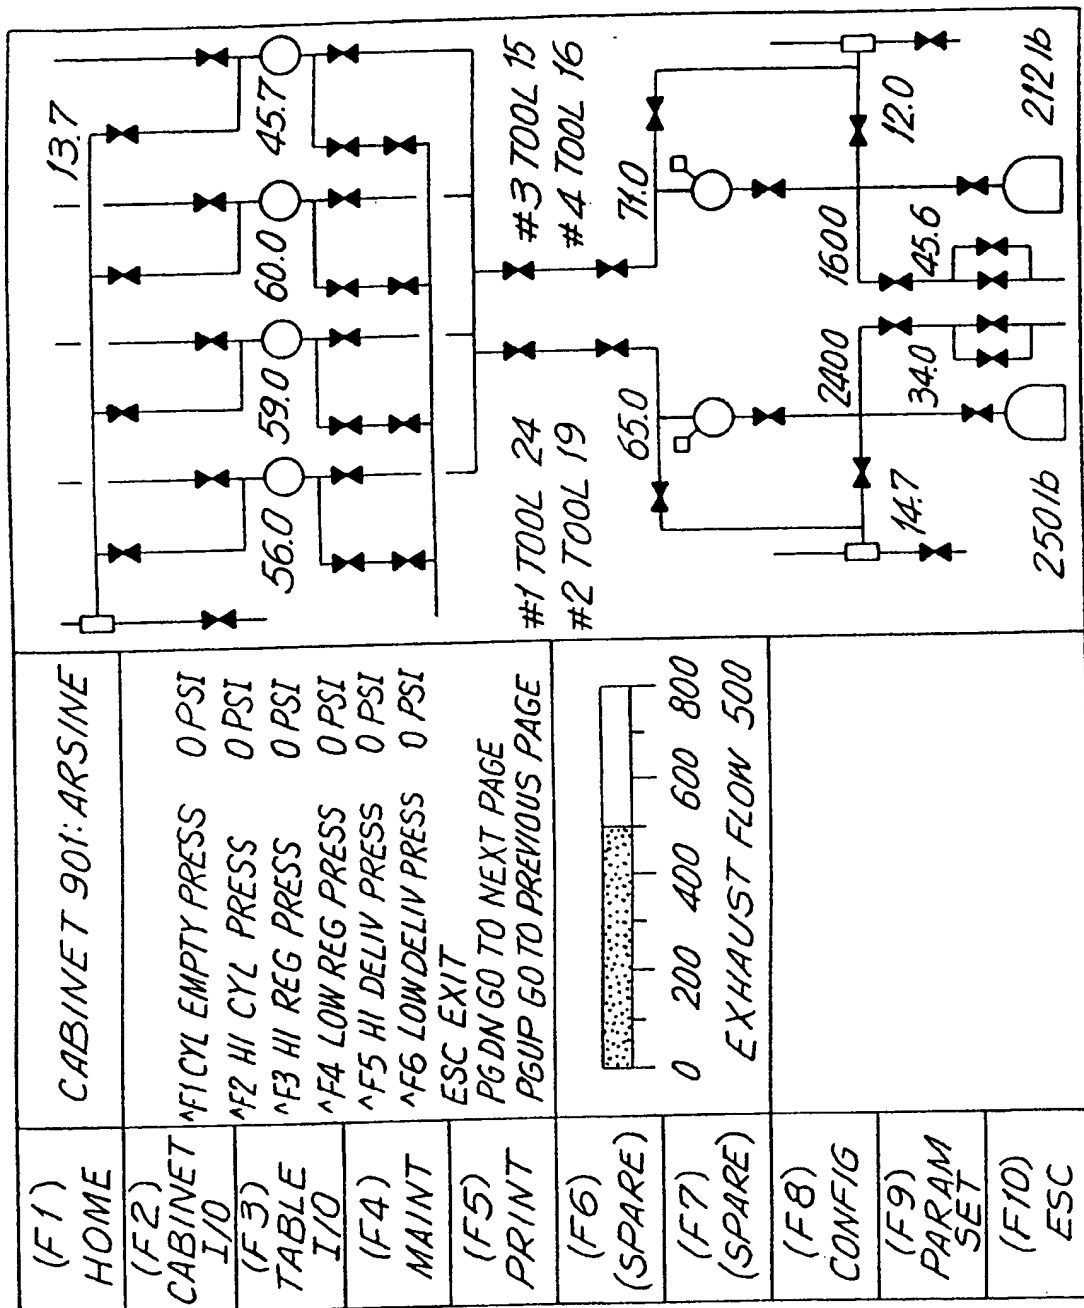 (F1)
HOME
(F2)
CABINET
I/O
(F3)
TABLE
I/O
(F4)
MAINT
(F5)
PRINT
(F6)
(SPARE)
(F7)
(SPARE)
(F8)
CONFIG
(F9)
PARAM
SET
(F10)
ESC
CABINET 901: ARSINE
^F1 CYL EMPTY PRESS 0 PSI
^F2 HI CYL PRESS 0 PSI
^F3 HI REG PRESS 0 PSI
^F4 LOW REG PRESS 0 PSI
^F5 HI DELIV PRESS 0 PSI
^F6 LOW DELIV PRESS 0 PSI
ESC EXIT
PG DN GO TO NEXT PAGE
PGUP GO TO PREVIOUS PAGE
0 200 400 600 800
EXHAUST FLOW 500
13.7
56.0 59.0 60.0 45.7
#1 TOOL 24
#2 TOOL 19
#3 TOOL 15
#4 TOOL 16
65.0 71.0
2400 1600
14.7 34.0 45.6 12.0
250 lb 212 lb